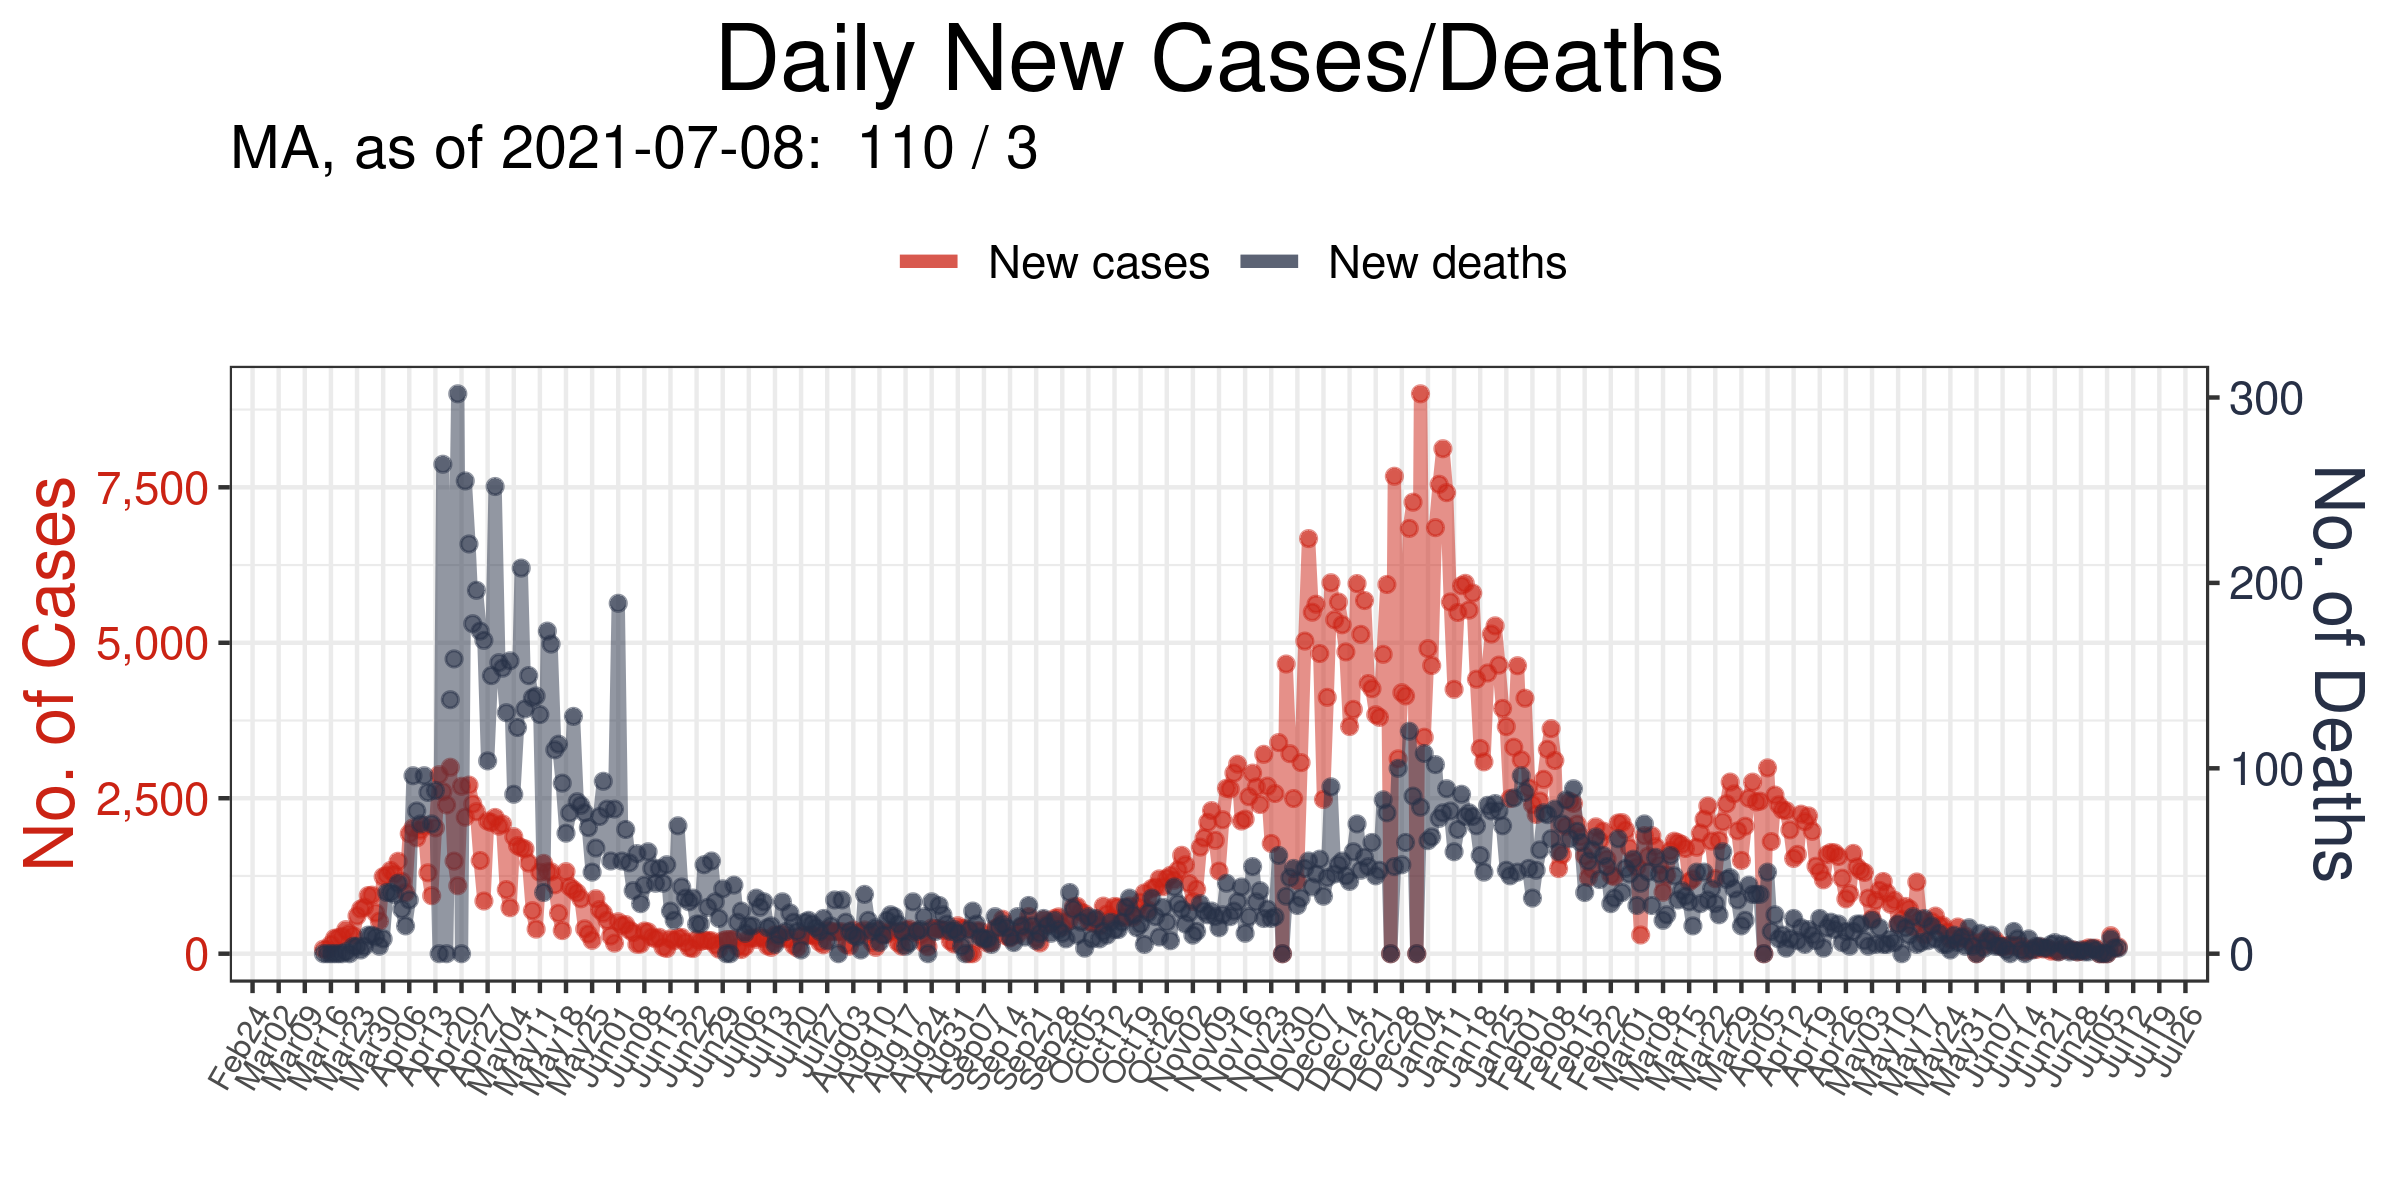 Daily New Cases/Deaths
MA, as of 2021-07-08:  110 / 3
New cases
New deaths
No. of Cases
7,500
5,000
2,500
0
300
200
100
0
No. of Deaths
Feb24
Mar02
Mar09
Mar16
Mar23
Mar30
Apr06
Apr13
Apr20
Apr27
May04
May11
May18
May25
Jun01
Jun08
Jun15
Jun22
Jun29
Jul06
Jul13
Jul20
Jul27
Aug03
Aug10
Aug17
Aug24
Aug31
Sep07
Sep14
Sep21
Sep28
Oct05
Oct12
Oct19
Oct26
Nov02
Nov09
Nov16
Nov23
Nov30
Dec07
Dec14
Dec21
Dec28
Jan04
Jan11
Jan18
Jan25
Feb01
Feb08
Feb15
Feb22
Mar01
Mar08
Mar15
Mar22
Mar29
Apr05
Apr12
Apr19
Apr26
May03
May10
May17
May24
May31
Jun07
Jun14
Jun21
Jun28
Jul05
Jul12
Jul19
Jul26